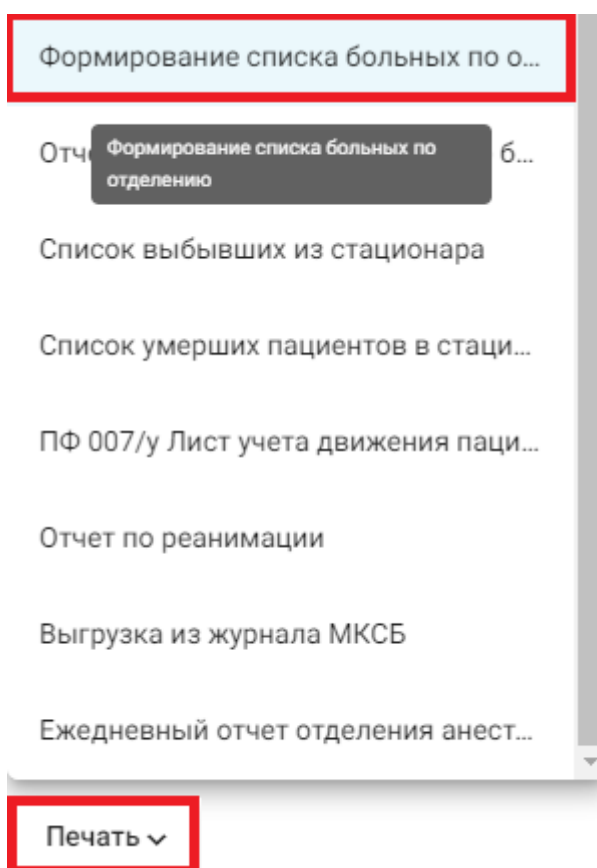 Формирование списка больных по о...
Отч
б...
Формирование списка больных по
отделению
Список выбывших из стационара
Список умерших пациентов в стаци...
ПФ 007/у Лист учета движения паци...
Отчет по реанимации
Выгрузка из журнала МКСБ
Ежедневный отчет отделения анест...
Печать